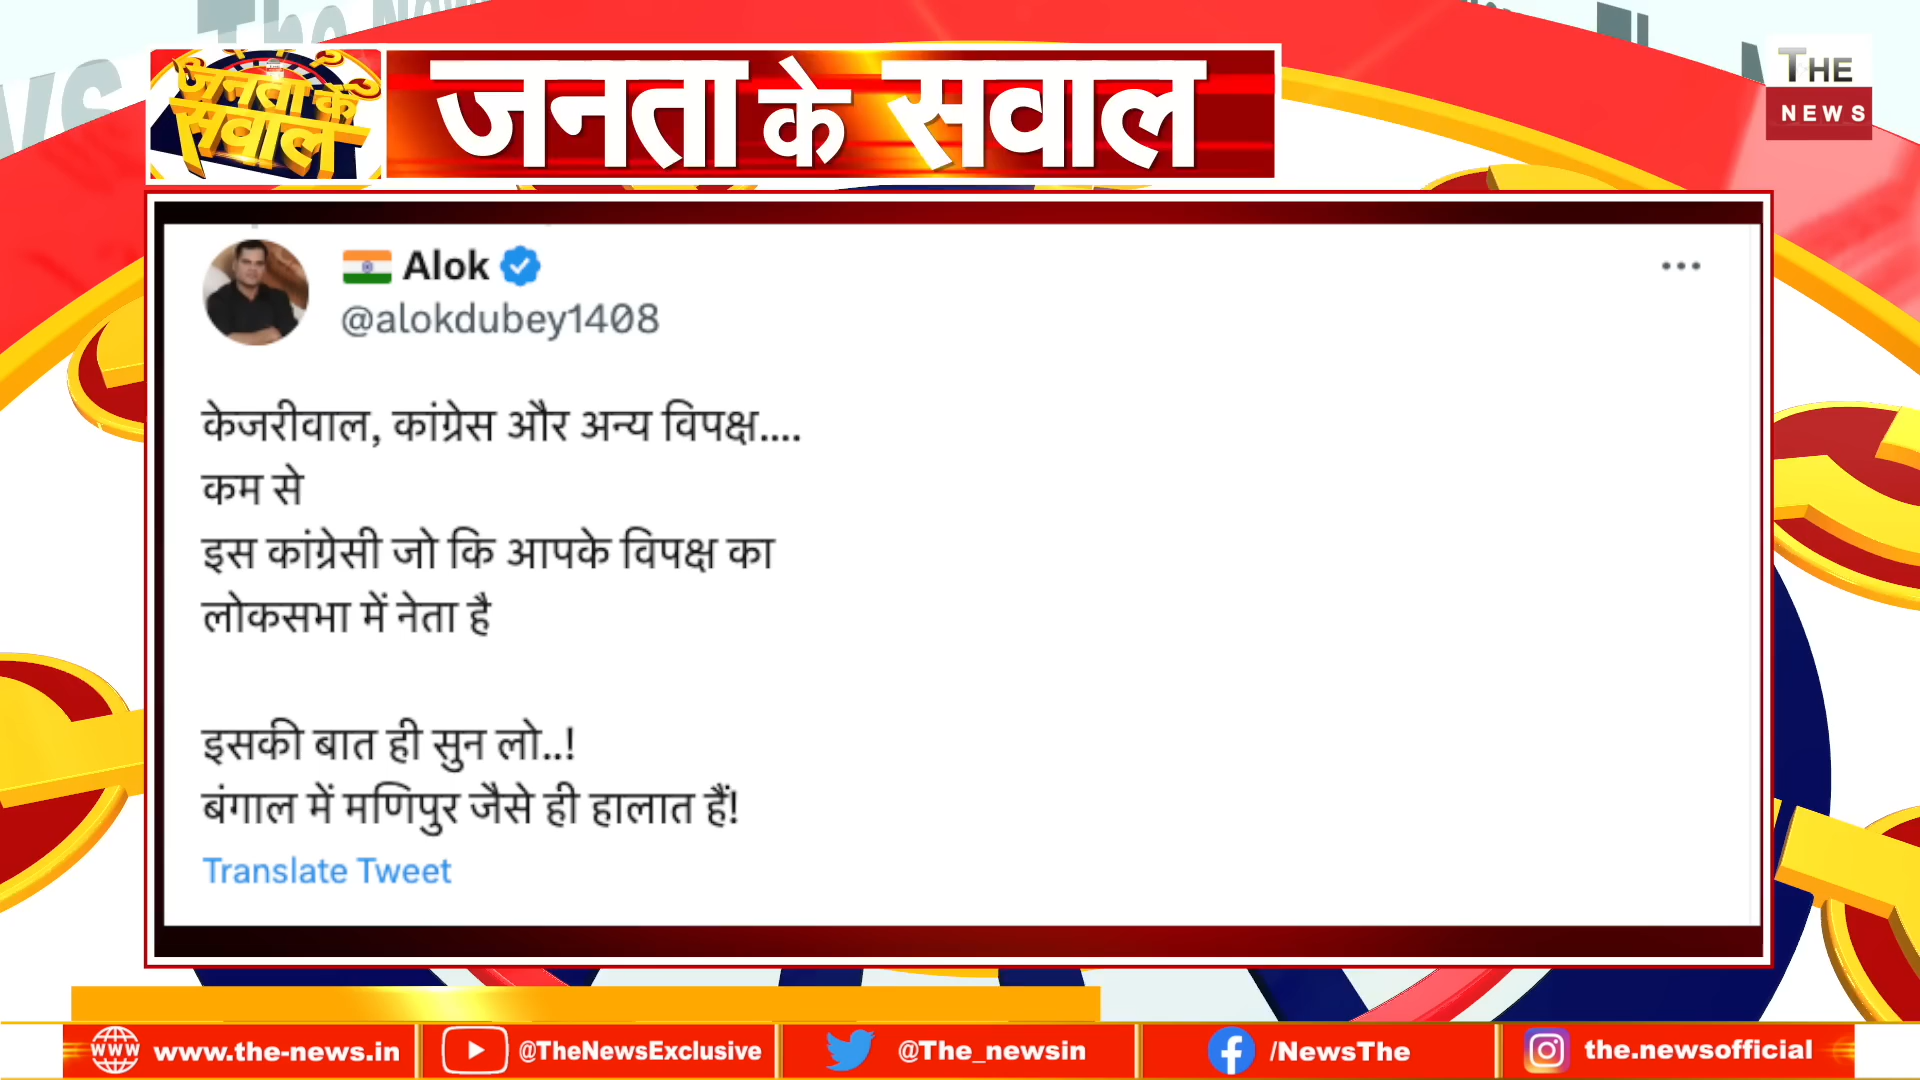 जनता के सवाल
जनता के
सवाल
THE
NEWS
Alok
@alokdubey1408
केजरीवाल, कांग्रेस और अन्य विपक्ष....
कम से
इस कांग्रेसी जो कि आपके विपक्ष का
लोकसभा में नेता है
इसकी बात ही सुन लो..!
बंगाल में मणिपुर जैसे ही हालात हैं!
Translate Tweet
www www.the-news.in
@TheNewsExclusive
@The_newsin
/NewsThe
the.newsofficial